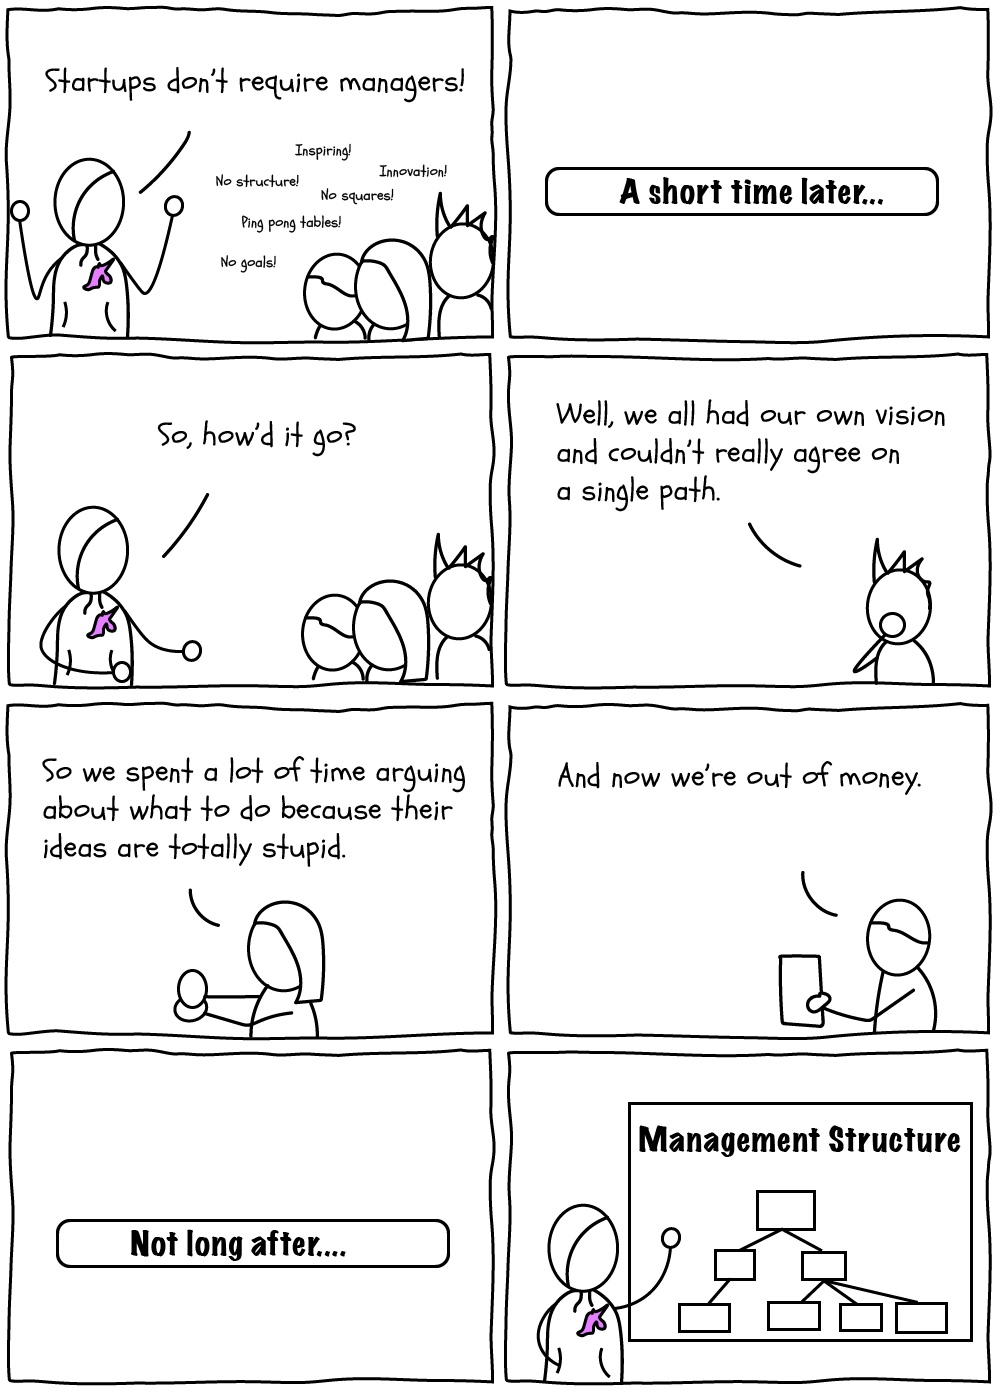 Startups don't require managers!
Inspiring!
Innovation!
No structure!
No squares!
Ping pong tables!
No goals!
A short time later...
So, how'd it go?
Well, we all had our own vision
and couldn't really agree on
a single path.
So we spent a lot of time arguing
about what to do because their
ideas are totally stupid.
And now we're out of money.
Not long after....
Management Structure